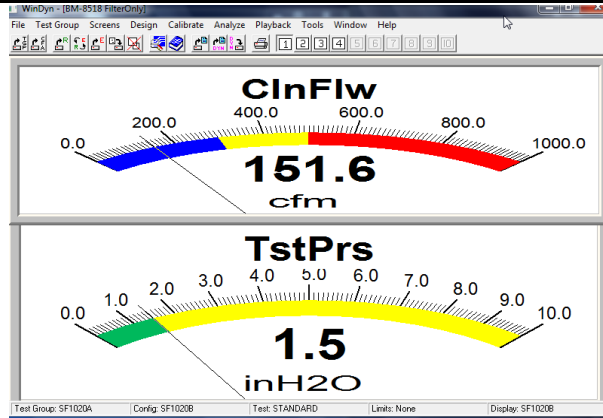 WinDyn - [BM-8518 FilterOnly]
File Test Group Screens Design Calibrate Analyze Playback Tools Window Help
1 2 3 4 5 6 7 8 9 10
ClnFlw
0.0 200.0 400.0 600.0 800.0 1000.0
151.6
cfm
TstPrs
0.0 1.0 2.0 3.0 4.0 5.0 6.0 7.0 8.0 9.0 10.0
1.5
inH2O
Test Group: SF1020A Config: SF1020B Test: STANDARD Limits: None Display: SF1020B